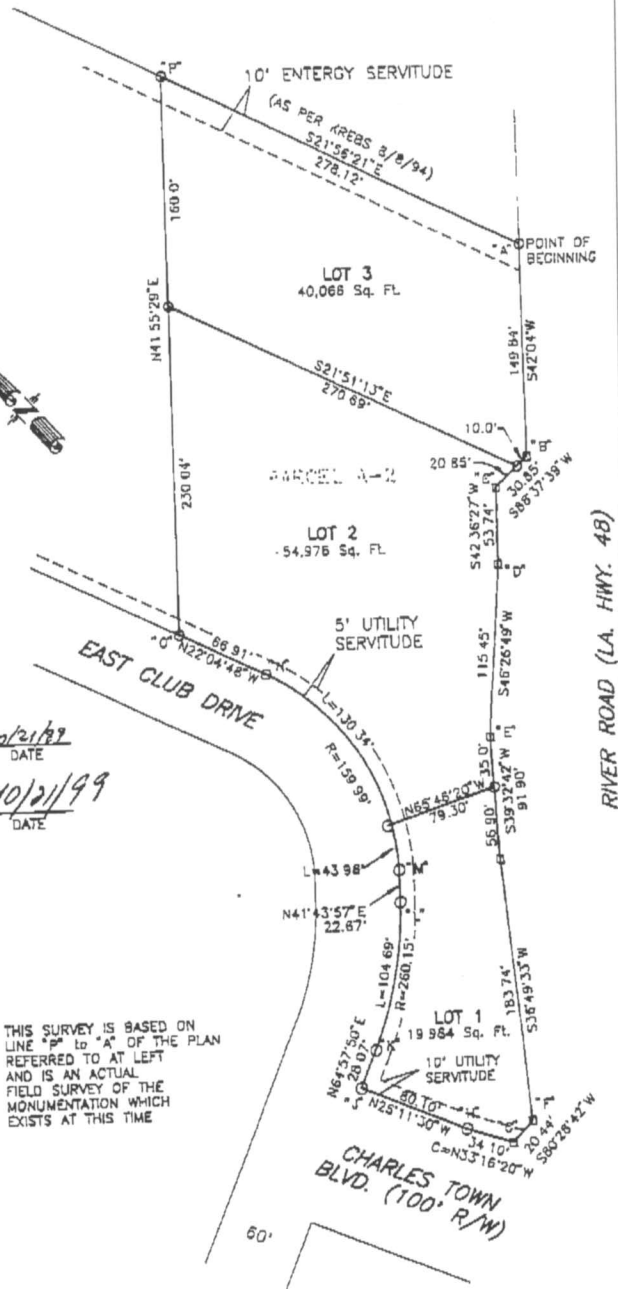 "P"
10' ENTERGY SERVITUDE
(AS PER KREBS 8/8/94)
S21°56'21"E
278.12'
"A" POINT OF
BEGINNING
160.0'
N41 55'29"E
LOT 3
40,066 Sq. Ft.
149 84'
S42°04'W
S21°51'13"E
270 69'
10.0'
"B"
20 85'
30.85'
S86°37'39"W
S42 36'27"W
53 74'
PARCEL A-2
230.04'
LOT 2
54,976 Sq. Ft.
"D"
5' UTILITY
SERVITUDE
66.91'
N22°04'46"W
EAST CLUB DRIVE
115.45'
S46°26'49"W
L=130.34'
R=159.99'
RIVER ROAD (LA. HWY. 48)
/21/99
DATE
10/21/99
DATE
35.0'
S39°32'42"W
91 90'
N65°46'20"W
79.30'
56.90'
L=43.98'
"M"
N41°43'57"E
22.67'
"L"
L=104 69'
R=260.15'
183 74'
S36°49'33"W
LOT 1
19 984 Sq. Ft.
THIS SURVEY IS BASED ON
LINE "P" to "A" OF THE PLAN
REFERRED TO AT LEFT
AND IS AN ACTUAL
FIELD SURVEY OF THE
MONUMENTATION WHICH
EXISTS AT THIS TIME
N64°57'50"E
28.07'
"K"
10' UTILITY
SERVITUDE
80.10'
N25°11'30"W
34 10'
C=N33°16'20"W
20 44'
S80°28'42"W
CHARLES TOWN
BLVD. (100' R/W)
60'